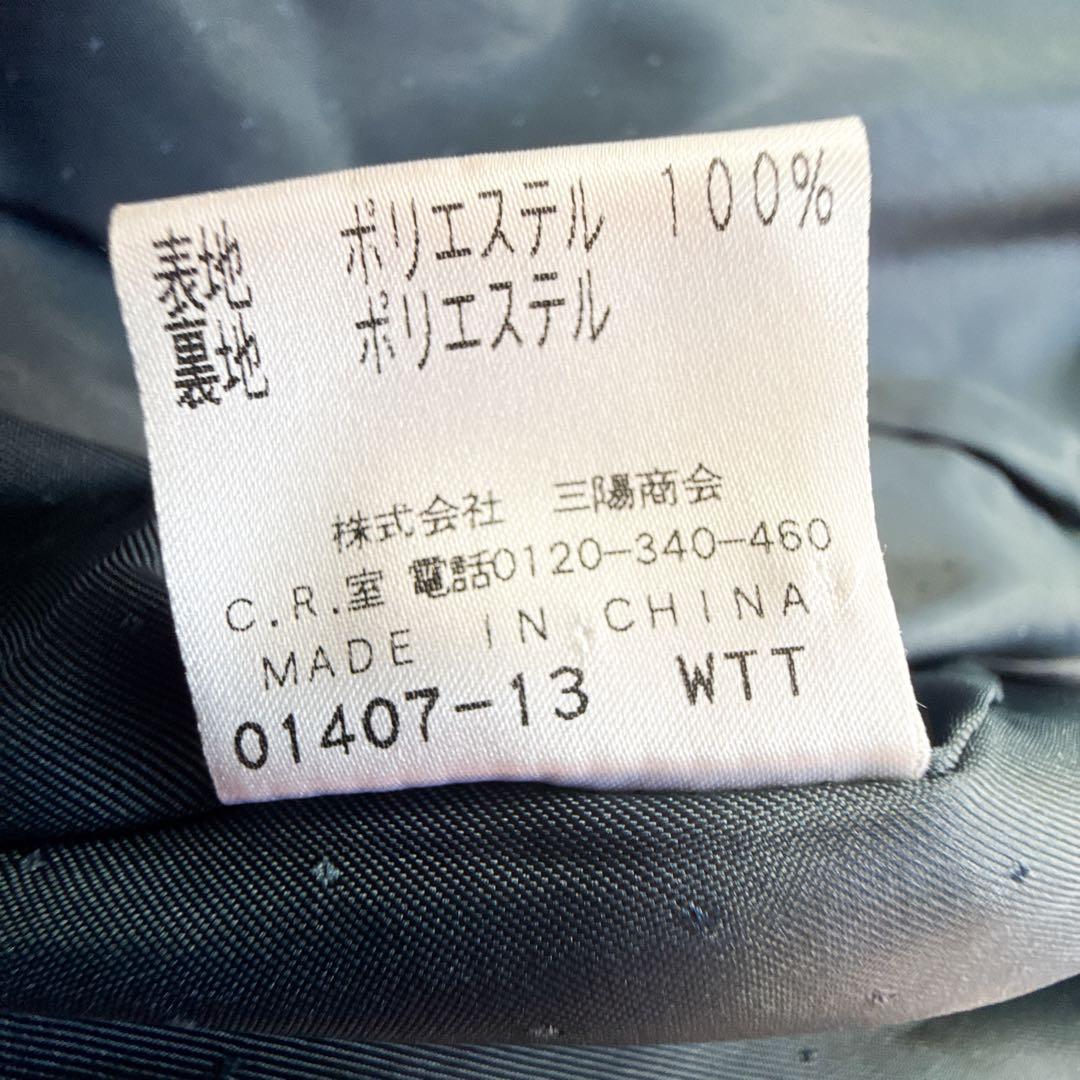 表地 ポリエステル 100%
裏地 ポリエステル
株式会社 三陽商会
C.R.室 電話0120-340-460
MADE IN CHINA
01407-13 WTT